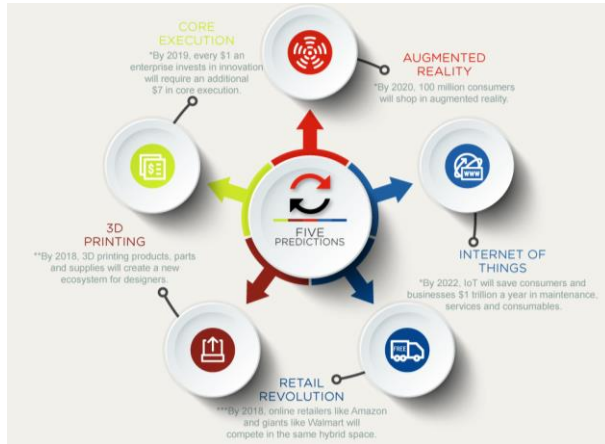 CORE
EXECUTION
*By 2019, every $1 an
enterprise invests in innovation
will require an additional
$7 in core execution.
AUGMENTED
REALITY
*By 2020, 100 million consumers
will shop in augmented reality.
$
WWW
FIVE
PREDICTIONS
3D
PRINTING
**By 2018, 3D printing products, parts
and supplies will create a new
ecosystem for designers.
INTERNET OF
THINGS
*By 2022, IoT will save consumers and
businesses $1 trillion a year in maintenance,
services and consumables.
FREE
RETAIL
REVOLUTION
***By 2018, online retailers like Amazon
and giants like Walmart will
compete in the same hybrid space.